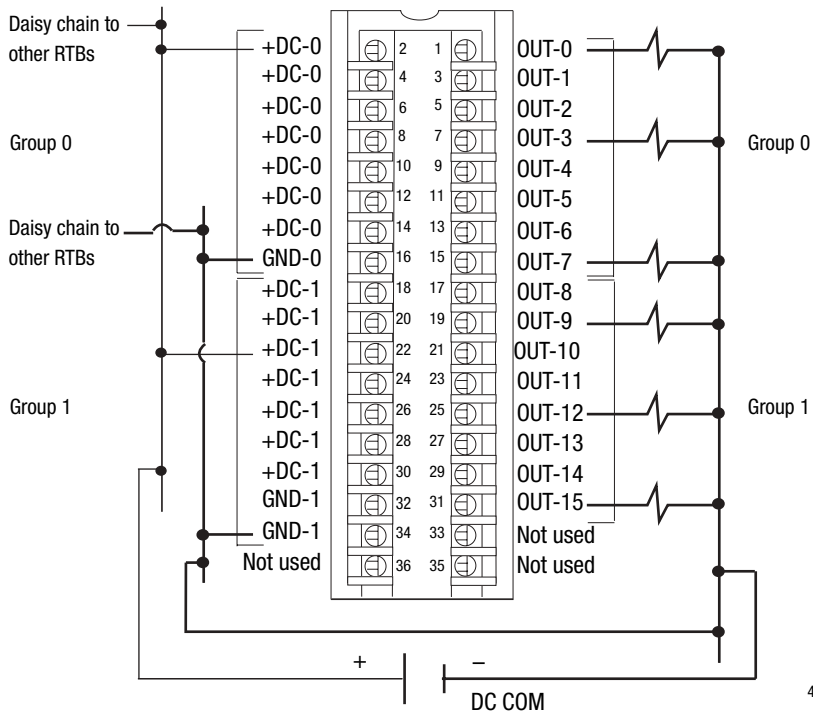 Daisy chain to
other RTBs
Group 0
Daisy chain to
other RTBs
Group 1
+DC-0 2 1 OUT-0
+DC-0 4 3 OUT-1
+DC-0 6 5 OUT-2
+DC-0 8 7 OUT-3
+DC-0 10 9 OUT-4
+DC-0 12 11 OUT-5
+DC-0 14 13 OUT-6
GND-0 16 15 OUT-7
+DC-1 18 17 OUT-8
+DC-1 20 19 OUT-9
+DC-1 22 21 OUT-10
+DC-1 24 23 OUT-11
+DC-1 26 25 OUT-12
+DC-1 28 27 OUT-13
+DC-1 30 29 OUT-14
GND-1 32 31 OUT-15
GND-1 34 33 Not used
Not used 36 35 Not used
Group 0
Group 1
+ –
DC COM
4